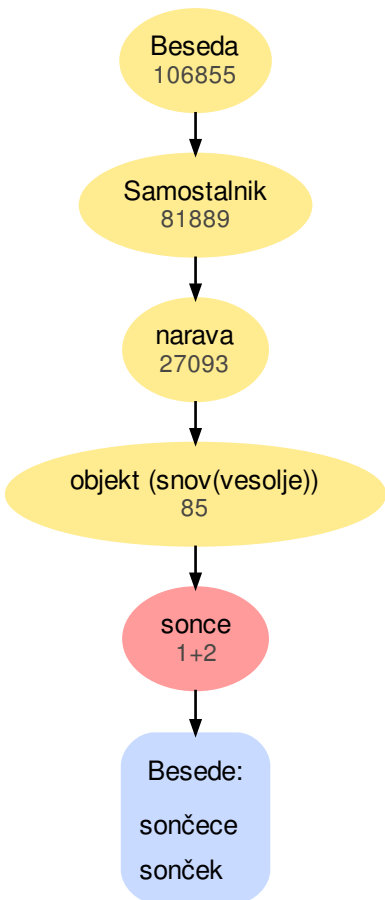 Beseda
106855
Samostalnik
81889
narava
27093
objekt (snov(vesolje))
85
sonce
1+2
Besede:
sončece
sonček